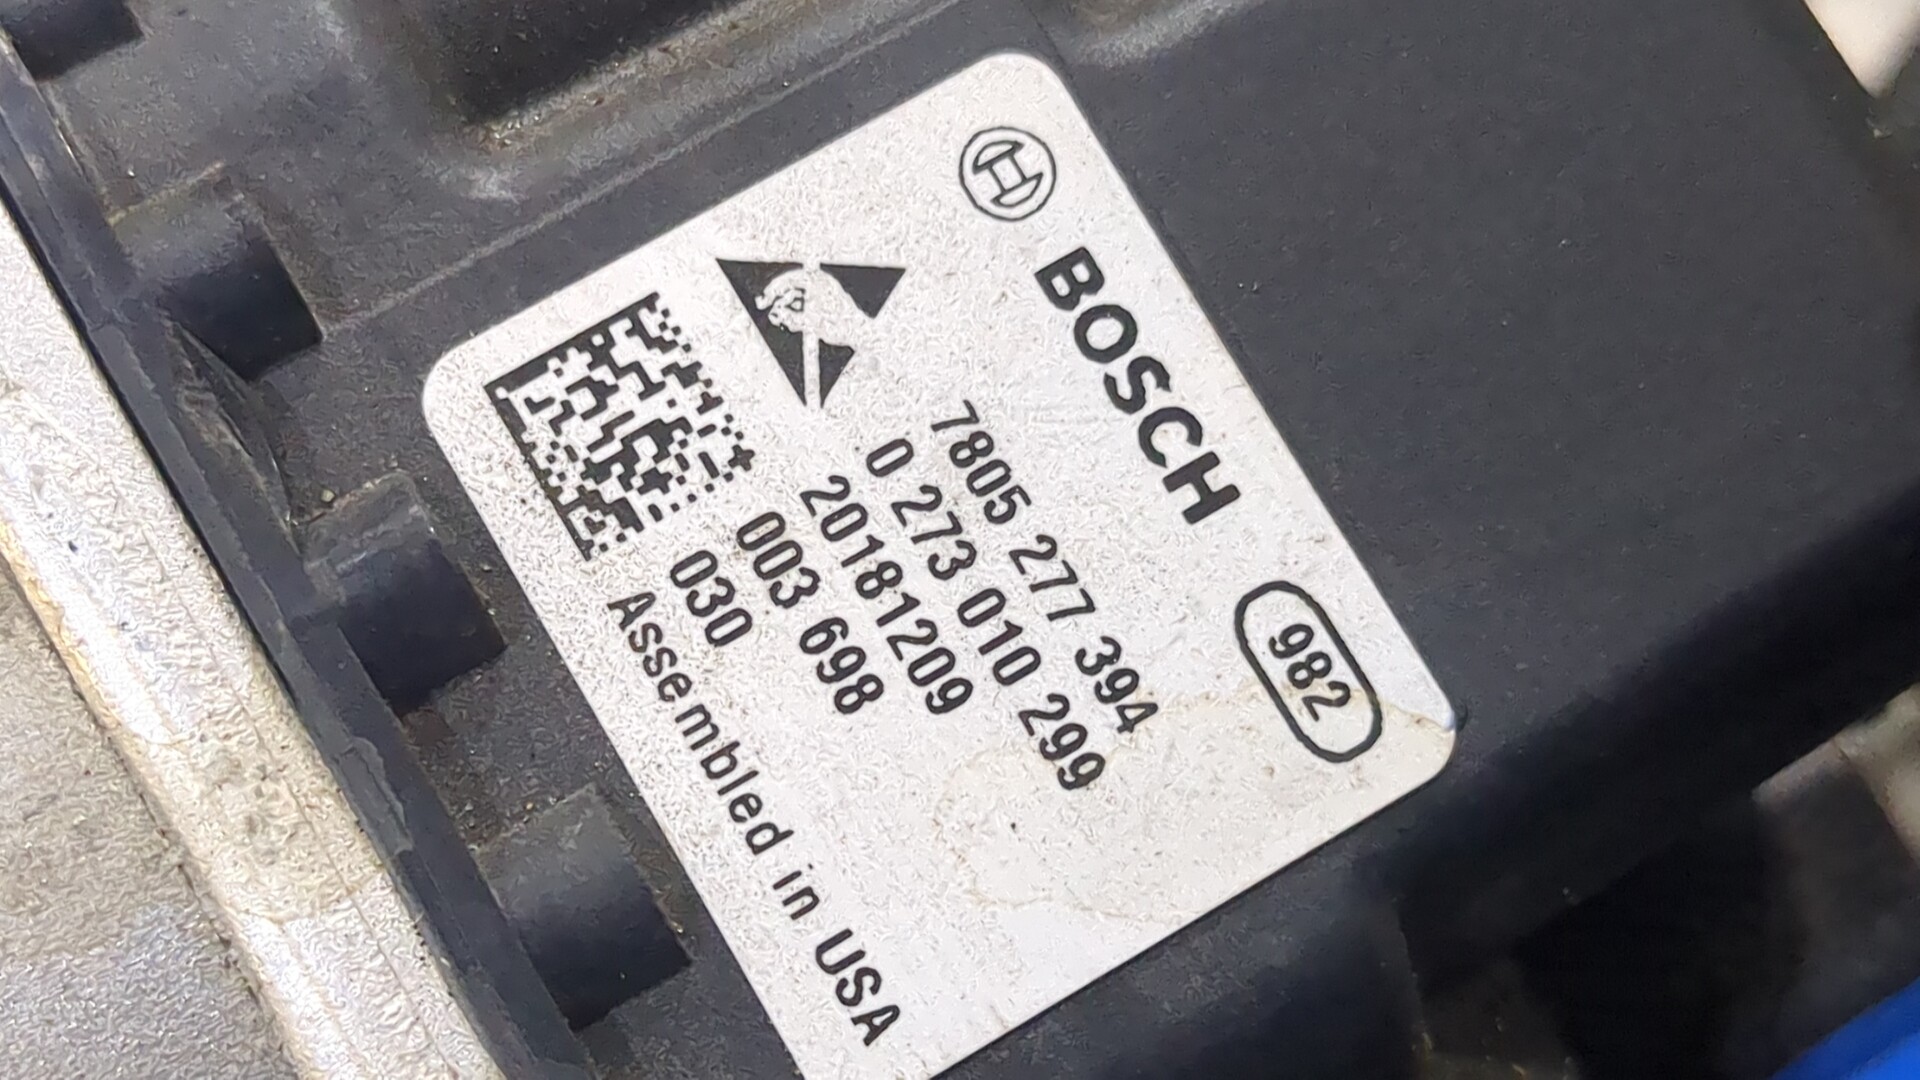 BOSCH
982
7805 277 394
0 273 010 299
20181209
003 698
030
Assembled in USA